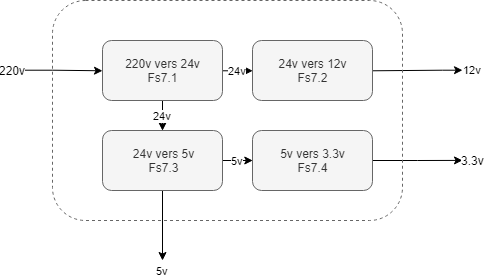 220v vers 24v
Fs7.1
24v vers 12v
Fs7.2
220v
24v
12v
24v
24v vers 5v
Fs7.3
5v vers 3.3v
Fs7.4
5v
3.3v
5v